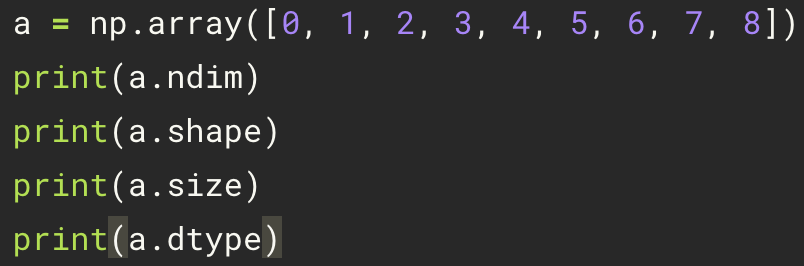 a = np.array([0, 1, 2, 3, 4, 5, 6, 7, 8])
print(a.ndim)
print(a.shape)
print(a.size)
print(a.dtype)